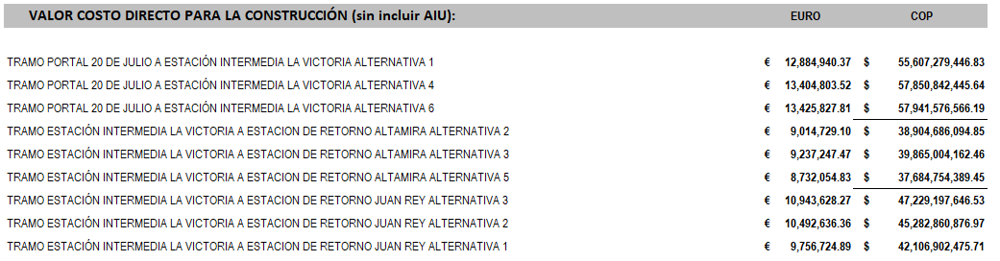 VALOR COSTO DIRECTO PARA LA CONSTRUCCIÓN (sin incluir AIU): EURO COP
TRAMO PORTAL 20 DE JULIO A ESTACIÓN INTERMEDIA LA VICTORIA ALTERNATIVA 1 € 12,884,940.37 $ 55,607,279,446.83
TRAMO PORTAL 20 DE JULIO A ESTACIÓN INTERMEDIA LA VICTORIA ALTERNATIVA 4 € 13,404,803.52 $ 57,850,842,445.64
TRAMO PORTAL 20 DE JULIO A ESTACIÓN INTERMEDIA LA VICTORIA ALTERNATIVA 6 € 13,425,827.81 $ 57,941,576,566.19
TRAMO ESTACIÓN INTERMEDIA LA VICTORIA A ESTACION DE RETORNO ALTAMIRA ALTERNATIVA 2 € 9,014,729.10 $ 38,904,686,094.85
TRAMO ESTACIÓN INTERMEDIA LA VICTORIA A ESTACION DE RETORNO ALTAMIRA ALTERNATIVA 3 € 9,237,247.47 $ 39,865,004,162.46
TRAMO ESTACIÓN INTERMEDIA LA VICTORIA A ESTACION DE RETORNO ALTAMIRA ALTERNATIVA 5 € 8,732,054.83 $ 37,684,754,389.45
TRAMO ESTACIÓN INTERMEDIA LA VICTORIA A ESTACION DE RETORNO JUAN REY ALTERNATIVA 3 € 10,943,628.27 $ 47,229,197,646.53
TRAMO ESTACIÓN INTERMEDIA LA VICTORIA A ESTACION DE RETORNO JUAN REY ALTERNATIVA 2 € 10,492,636.36 $ 45,282,860,876.97
TRAMO ESTACIÓN INTERMEDIA LA VICTORIA A ESTACION DE RETORNO JUAN REY ALTERNATIVA 1 € 9,756,724.89 $ 42,106,902,475.71